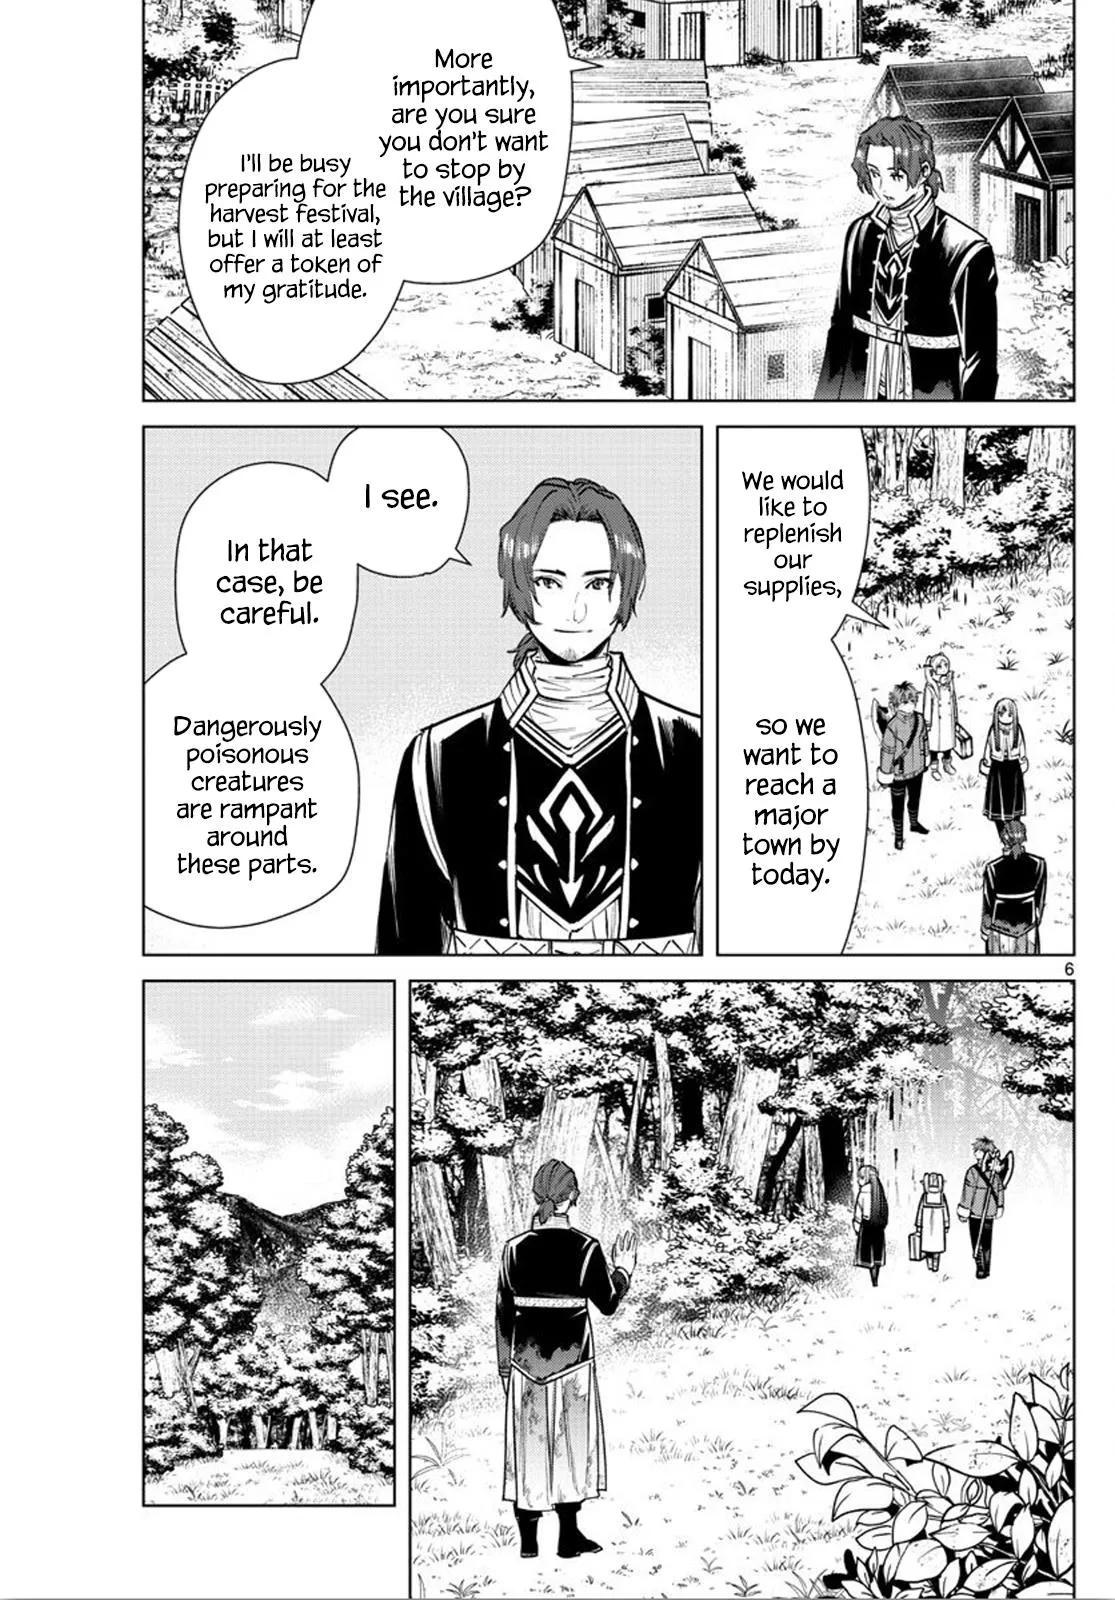 More
importantly,
are you sure
you don't want
to stop by
the village?
I'll be busy
preparing for the
harvest festival,
but I will at least
offer a token of
my gratitude.
We would
like to
replenish
our
supplies,
so we
want to
reach a
major
town by
today.
I see.
In that
case, be
careful.
Dangerously
poisonous
creatures
are rampant
around
these parts.
6